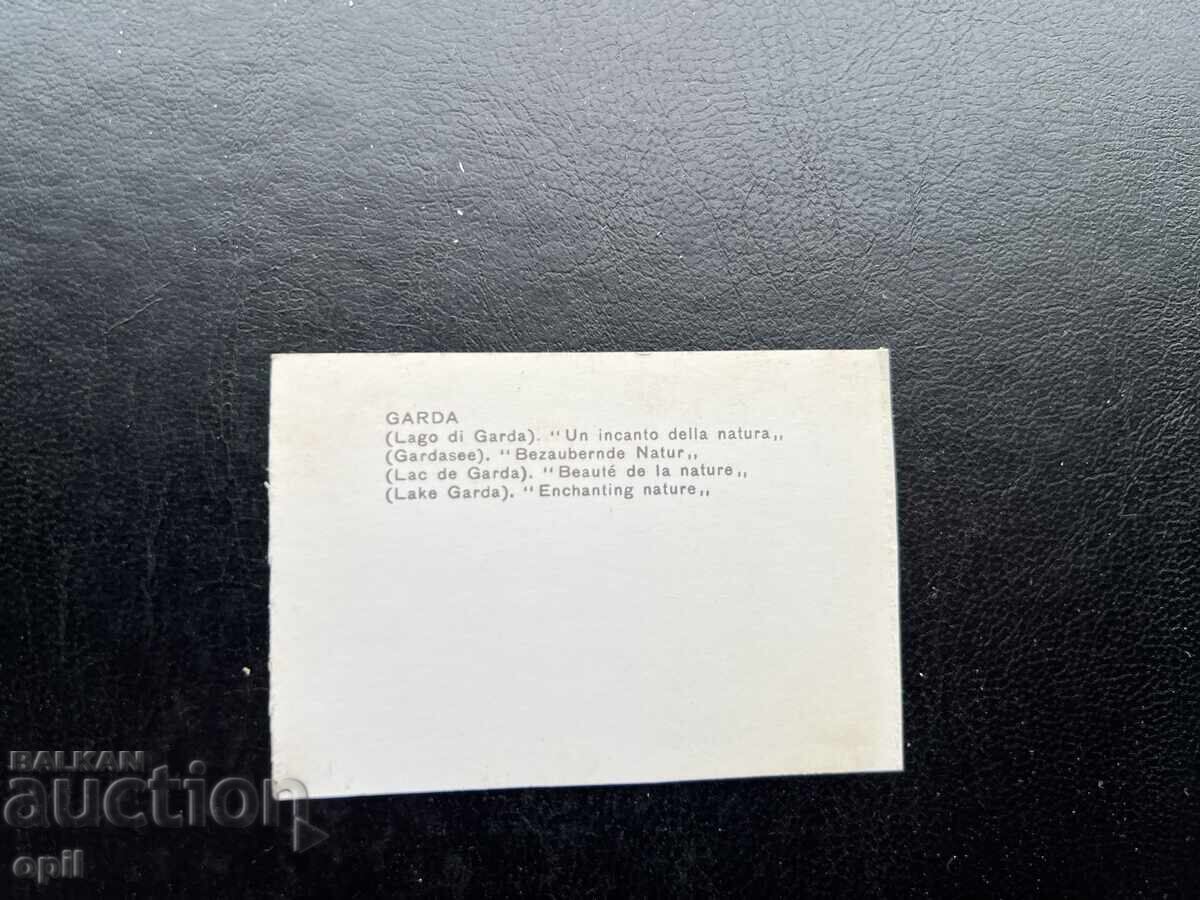 GARDA
(Lago di Garda). "Un incanto della natura„
(Gardasee). "Bezaubernde Natur„
(Lac de Garda). "Beauté de la nature„
(Lake Garda). "Enchanting nature„
BALKAN
auction
opil